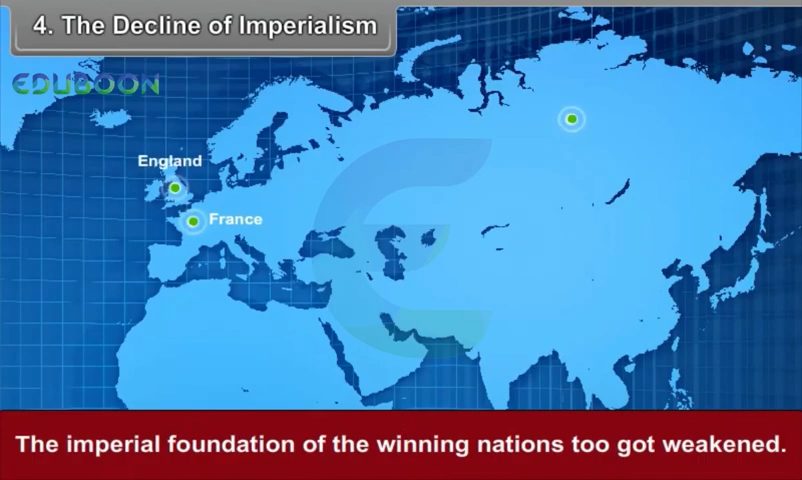 4. The Decline of Imperialism
EDUBOON
England
France
The imperial foundation of the winning nations too got weakened.